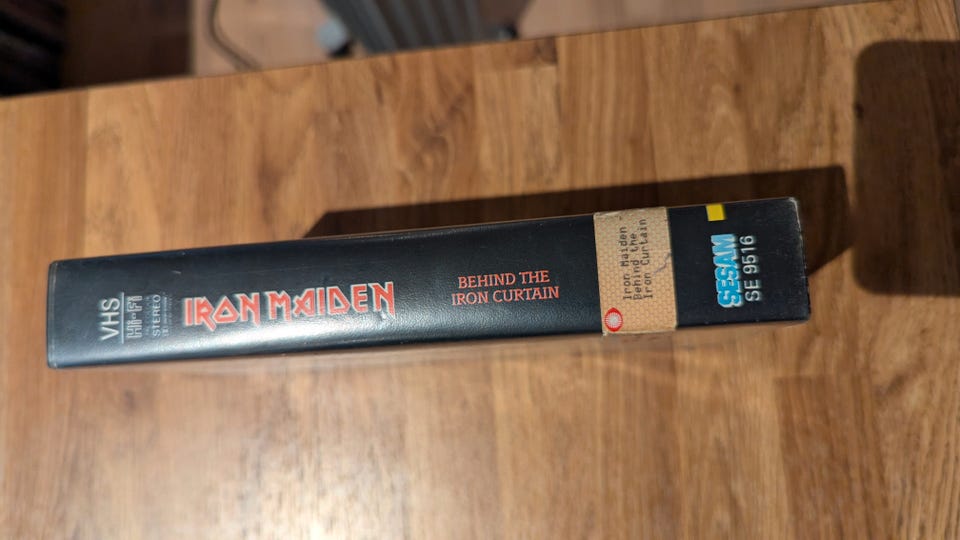 VHS
Hi-Fi
STEREO
IRON MAIDEN
BEHIND THE
IRON CURTAIN
Iron Maiden -
Behind the
Iron Curtain
SESAM
SE 9516